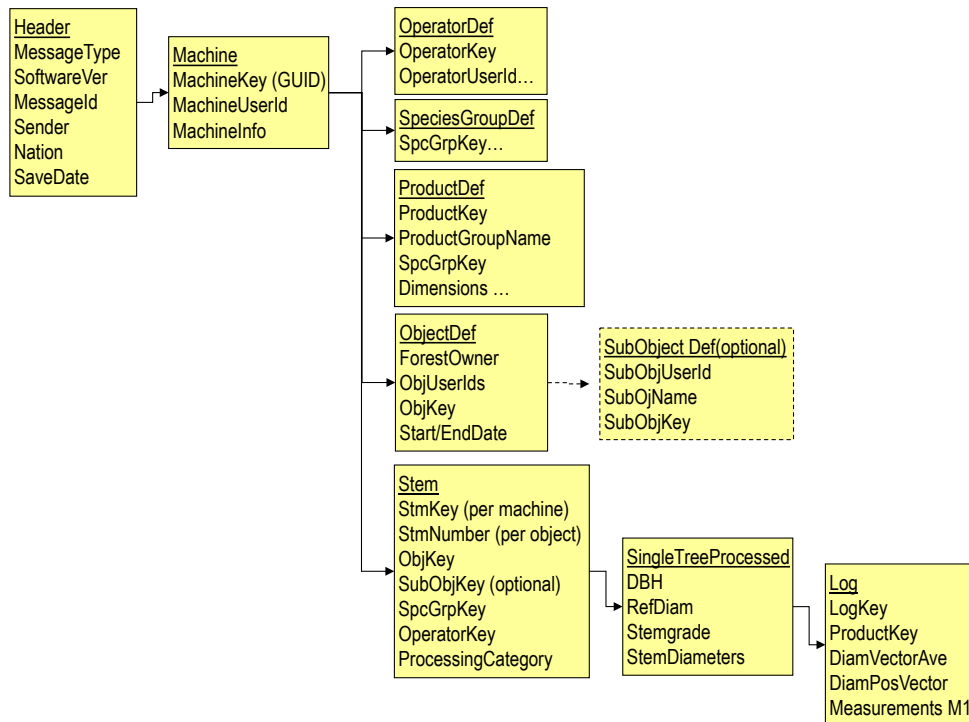 Header
MessageType
SoftwareVer
MessageId
Sender
Nation
SaveDate
Machine
MachineKey (GUID)
MachineUserId
MachineInfo
OperatorDef
OperatorKey
OperatorUserId…
SpeciesGroupDef
SpcGrpKey…
ProductDef
ProductKey
ProductGroupName
SpcGrpKey
Dimensions …
ObjectDef
ForestOwner
ObjUserIds
ObjKey
Start/EndDate
SubObject Def(optional)
SubObjUserId
SubOjName
SubObjKey
Stem
StmKey (per machine)
StmNumber (per object)
ObjKey
SubObjKey (optional)
SpcGrpKey
OperatorKey
ProcessingCategory
SingleTreeProcessed
DBH
RefDiam
Stemgrade
StemDiameters
Log
LogKey
ProductKey
DiamVectorAve
DiamPosVector
Measurements M1